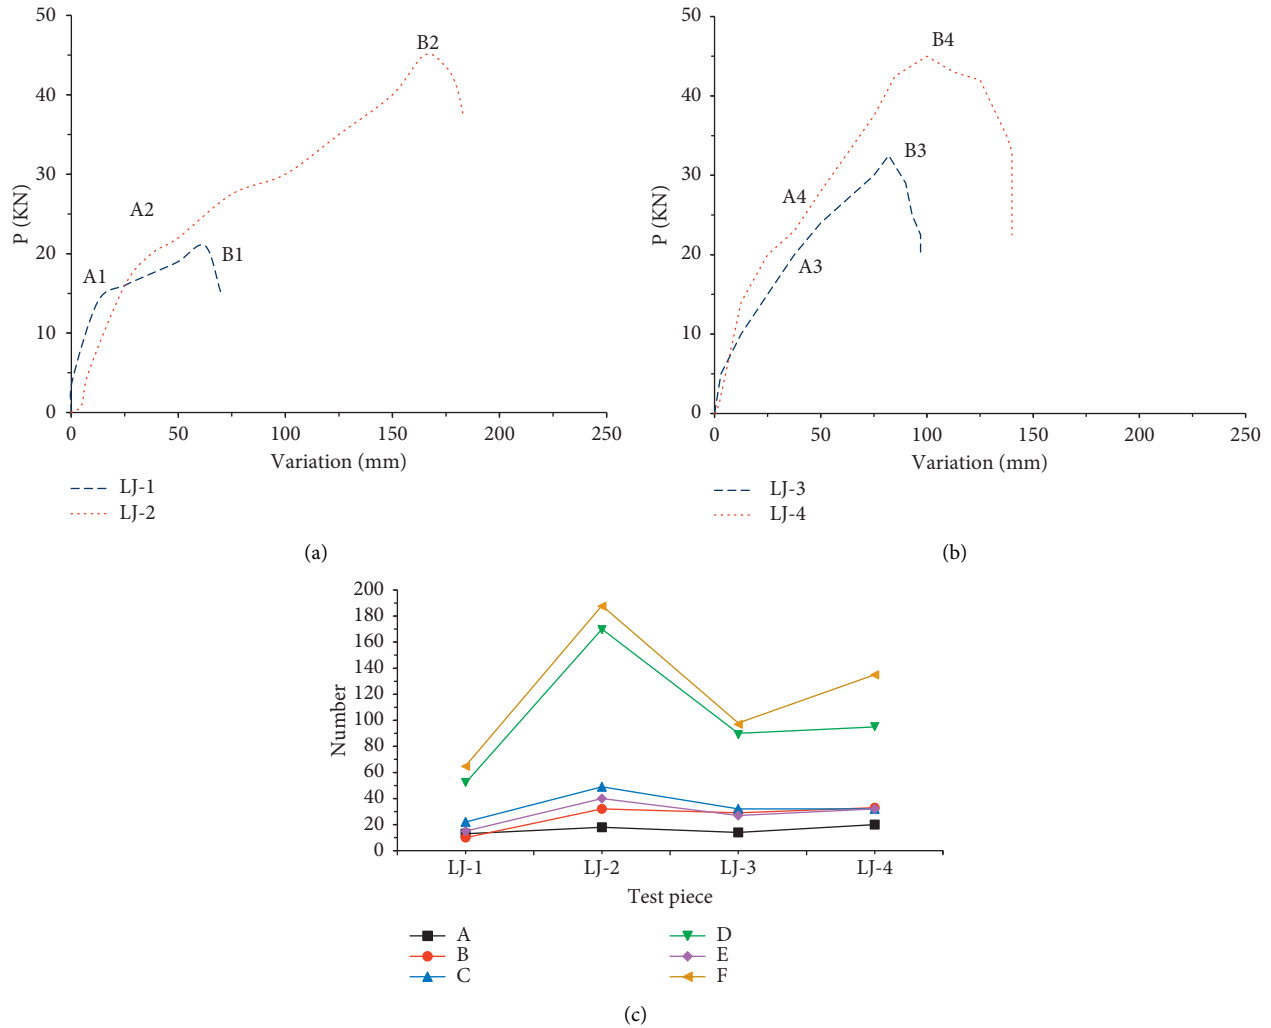 50
40
30
20
10
0
P (KN)
A1
A2
B1
B2
0 50 100 150 200 250
Variation (mm)
LJ-1
LJ-2
(a)
50
40
30
20
10
0
P (KN)
A4
A3
B4
B3
0 50 100 150 200 250
Variation (mm)
LJ-3
LJ-4
(b)
200
180
160
140
120
100
80
60
40
20
0
Number
LJ-1 LJ-2 LJ-3 LJ-4
Test piece
A
B
C
D
E
F
(c)